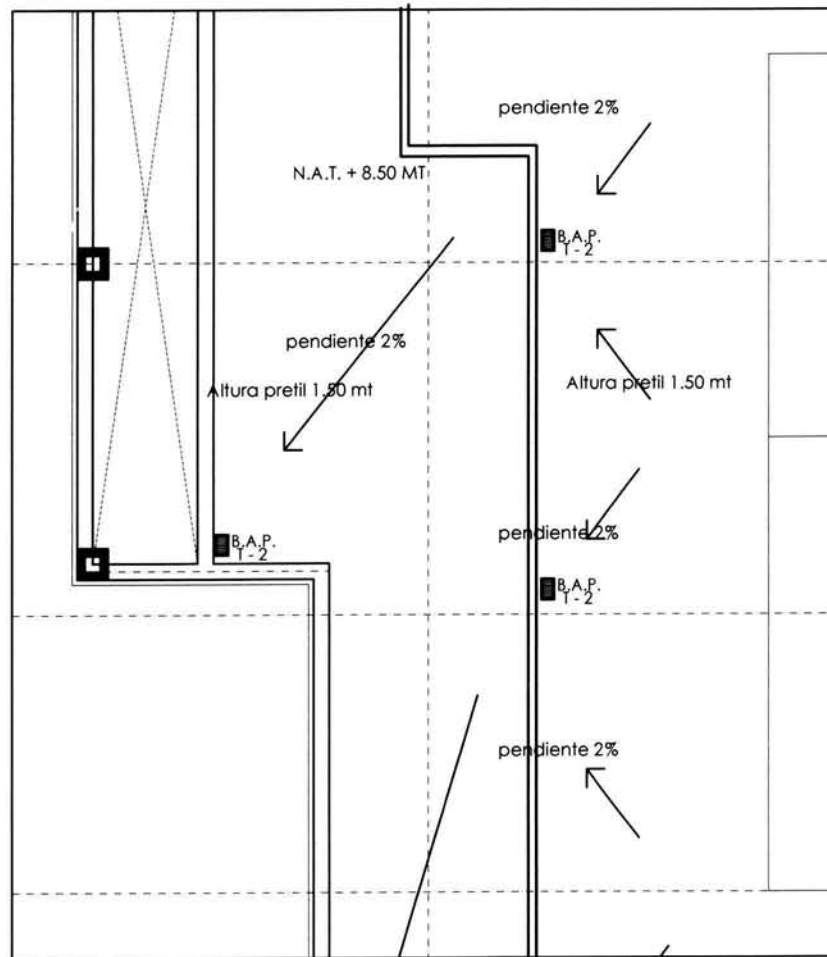 pendiente 2%
N.A.T. + 8.50 MT
B.A.P.
T - 2
pendiente 2%
Altura pretil 1.50 mt
Altura pretil 1.50 mt
pendiente 2%
B.A.P.
T - 2
B.A.P.
T - 2
pendiente 2%